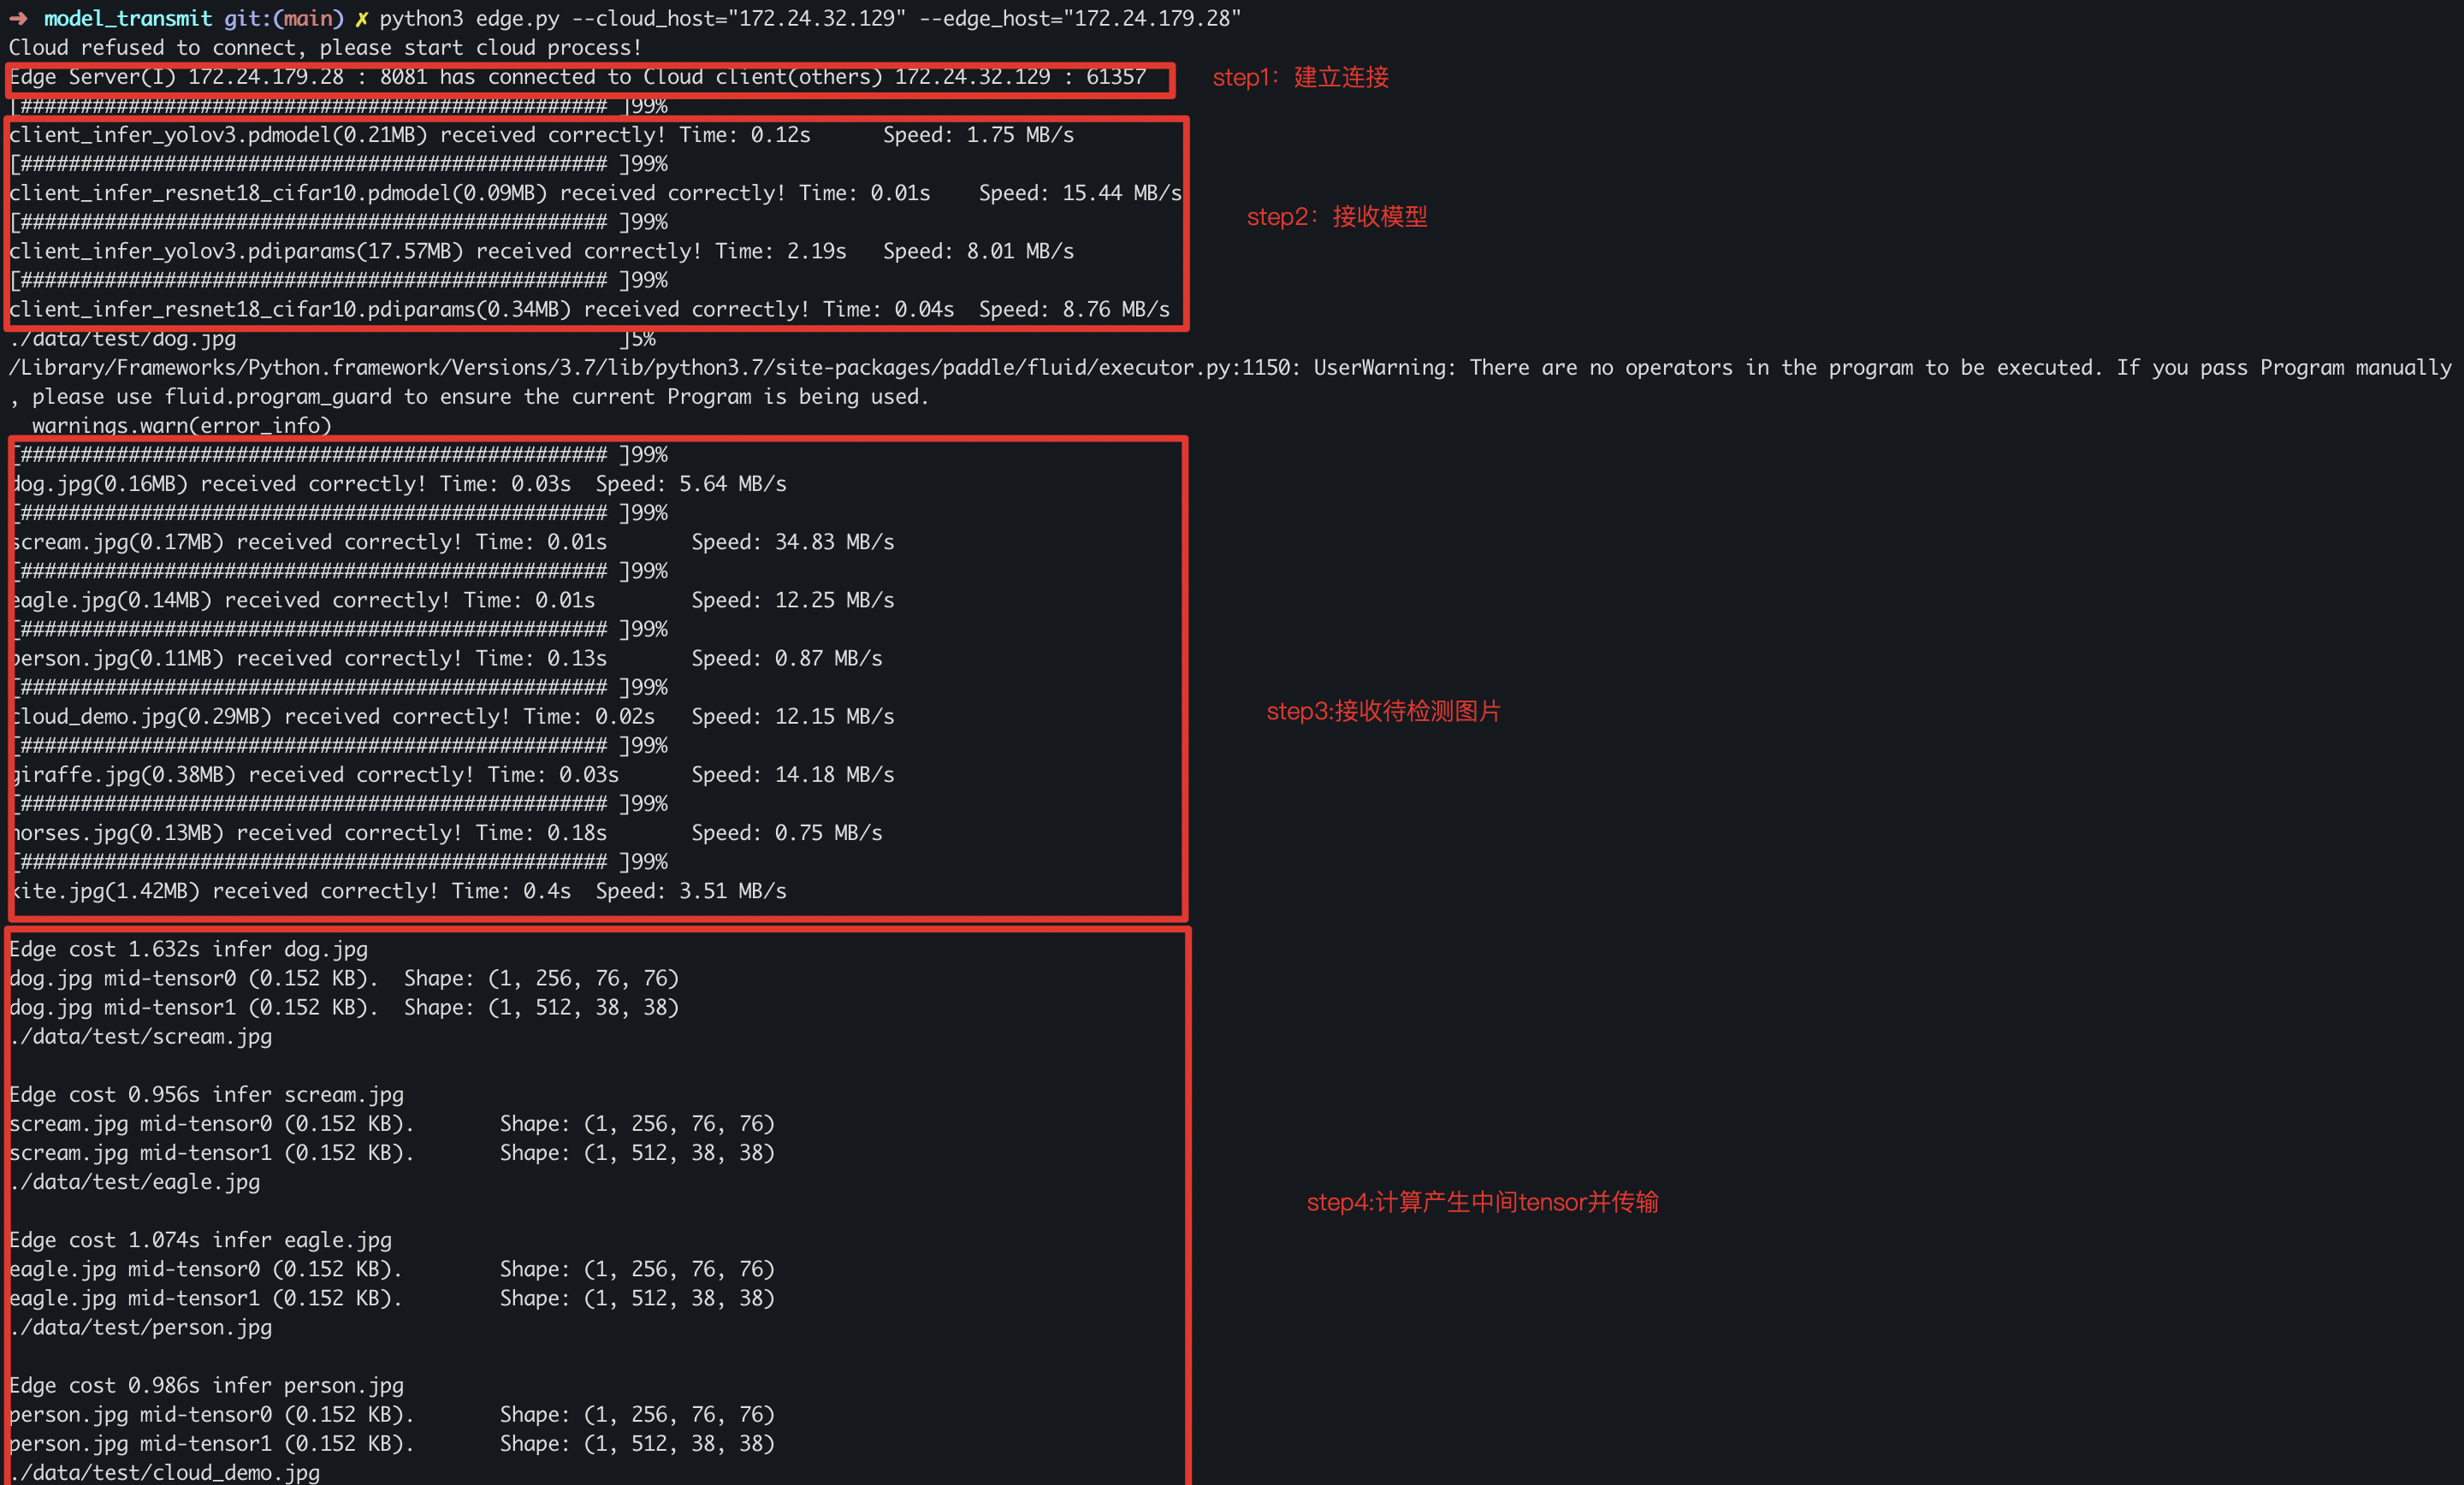 ➜ model_transmit git:(main) ✗ python3 edge.py --cloud_host="172.24.32.129" --edge_host="172.24.179.28"
Cloud refused to connect, please start cloud process!
Edge Server(I) 172.24.179.28 : 8081 has connected to Cloud client(others) 172.24.32.129 : 61357
step1：建立连接
[################################################# ]99%
client_infer_yolov3.pdmodel(0.21MB) received correctly! Time: 0.12s Speed: 1.75 MB/s
[################################################# ]99%
client_infer_resnet18_cifar10.pdmodel(0.09MB) received correctly! Time: 0.01s Speed: 15.44 MB/s
step2：接收模型
[################################################# ]99%
client_infer_yolov3.pdiparams(17.57MB) received correctly! Time: 2.19s Speed: 8.01 MB/s
[################################################# ]99%
client_infer_resnet18_cifar10.pdiparams(0.34MB) received correctly! Time: 0.04s Speed: 8.76 MB/s
./data/test/dog.jpg ]5%
/Library/Frameworks/Python.framework/Versions/3.7/lib/python3.7/site-packages/paddle/fluid/executor.py:1150: UserWarning: There are no operators in the program to be executed. If you pass Program manually
, please use fluid.program_guard to ensure the current Program is being used.
warnings.warn(error_info)
[################################################# ]99%
dog.jpg(0.16MB) received correctly! Time: 0.03s Speed: 5.64 MB/s
[################################################# ]99%
scream.jpg(0.17MB) received correctly! Time: 0.01s Speed: 34.83 MB/s
[################################################# ]99%
eagle.jpg(0.14MB) received correctly! Time: 0.01s Speed: 12.25 MB/s
[################################################# ]99%
person.jpg(0.11MB) received correctly! Time: 0.13s Speed: 0.87 MB/s
[################################################# ]99%
step3:接收待检测图片
cloud_demo.jpg(0.29MB) received correctly! Time: 0.02s Speed: 12.15 MB/s
[################################################# ]99%
giraffe.jpg(0.38MB) received correctly! Time: 0.03s Speed: 14.18 MB/s
[################################################# ]99%
horses.jpg(0.13MB) received correctly! Time: 0.18s Speed: 0.75 MB/s
[################################################# ]99%
kite.jpg(1.42MB) received correctly! Time: 0.4s Speed: 3.51 MB/s
Edge cost 1.632s infer dog.jpg
dog.jpg mid-tensor0 (0.152 KB). Shape: (1, 256, 76, 76)
dog.jpg mid-tensor1 (0.152 KB). Shape: (1, 512, 38, 38)
./data/test/scream.jpg
Edge cost 0.956s infer scream.jpg
scream.jpg mid-tensor0 (0.152 KB). Shape: (1, 256, 76, 76)
scream.jpg mid-tensor1 (0.152 KB). Shape: (1, 512, 38, 38)
./data/test/eagle.jpg
step4:计算产生中间tensor并传输
Edge cost 1.074s infer eagle.jpg
eagle.jpg mid-tensor0 (0.152 KB). Shape: (1, 256, 76, 76)
eagle.jpg mid-tensor1 (0.152 KB). Shape: (1, 512, 38, 38)
./data/test/person.jpg
Edge cost 0.986s infer person.jpg
person.jpg mid-tensor0 (0.152 KB). Shape: (1, 256, 76, 76)
person.jpg mid-tensor1 (0.152 KB). Shape: (1, 512, 38, 38)
./data/test/cloud_demo.jpg